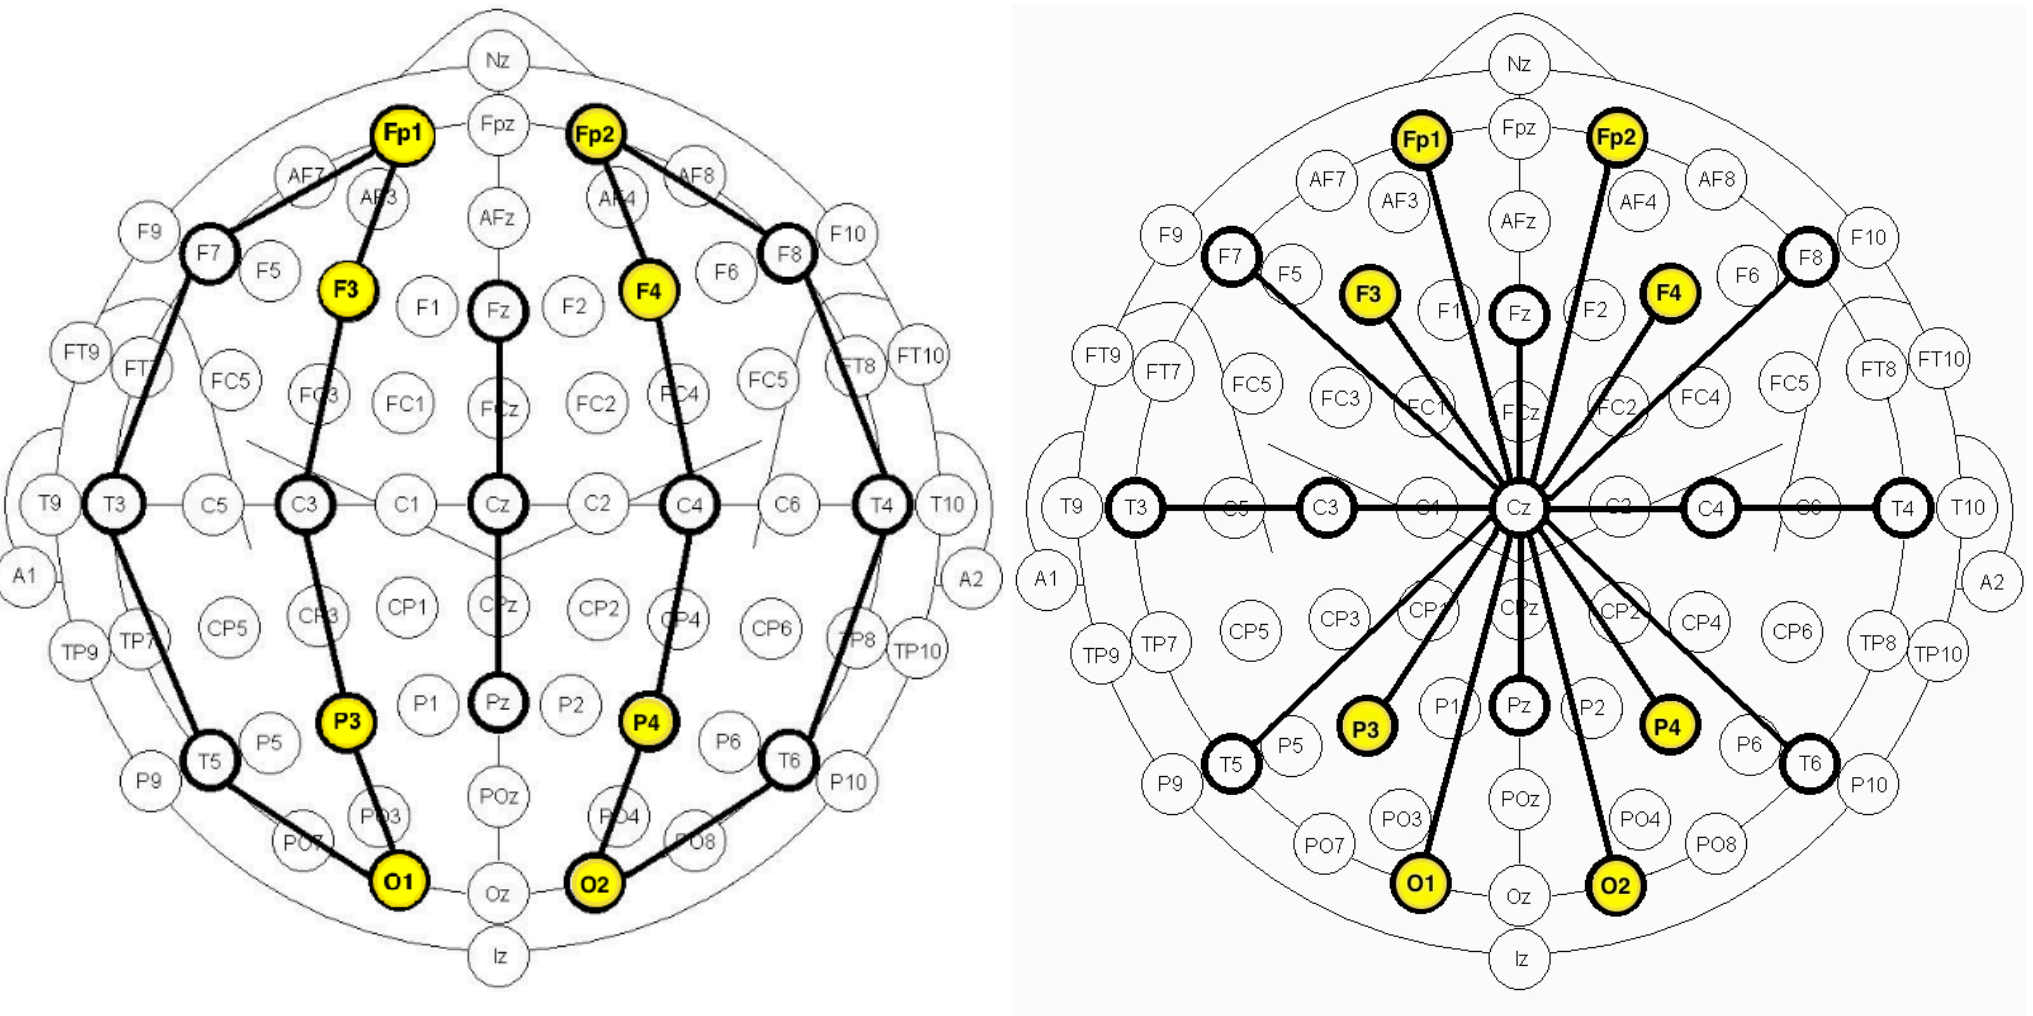 Nz
Fpz
Fp1
Fp2
AF7
AF3
AFz
AF4
AF8
F9
F7
F5
F3
F1
Fz
F2
F4
F6
F8
F10
FT9
FT7
FC5
FC3
FC1
FCz
FC2
FC4
FC5
FT8
FT10
T9
T3
C5
C3
C1
Cz
C2
C4
C6
T4
T10
A1
A2
TP9
TP7
CP5
CP3
CP1
CPz
CP2
CP4
CP6
TP8
TP10
P9
T5
P5
P3
P1
Pz
P2
P4
P6
T6
P10
PO7
PO3
POz
PO4
PO8
O1
Oz
O2
Iz
Nz
Fpz
Fp1
Fp2
AF7
AF3
AFz
AF4
AF8
F9
F7
F5
F3
F1
Fz
F2
F4
F6
F8
F10
FT9
FT7
FC5
FC3
FC1
FCz
FC2
FC4
FC5
FT8
FT10
T9
T3
C5
C3
C1
Cz
C2
C4
C6
T4
T10
A1
A2
TP9
TP7
CP5
CP3
CP1
CPz
CP2
CP4
CP6
TP8
TP10
P9
T5
P5
P3
P1
Pz
P2
P4
P6
T6
P10
PO7
PO3
POz
PO4
PO8
O1
Oz
O2
Iz